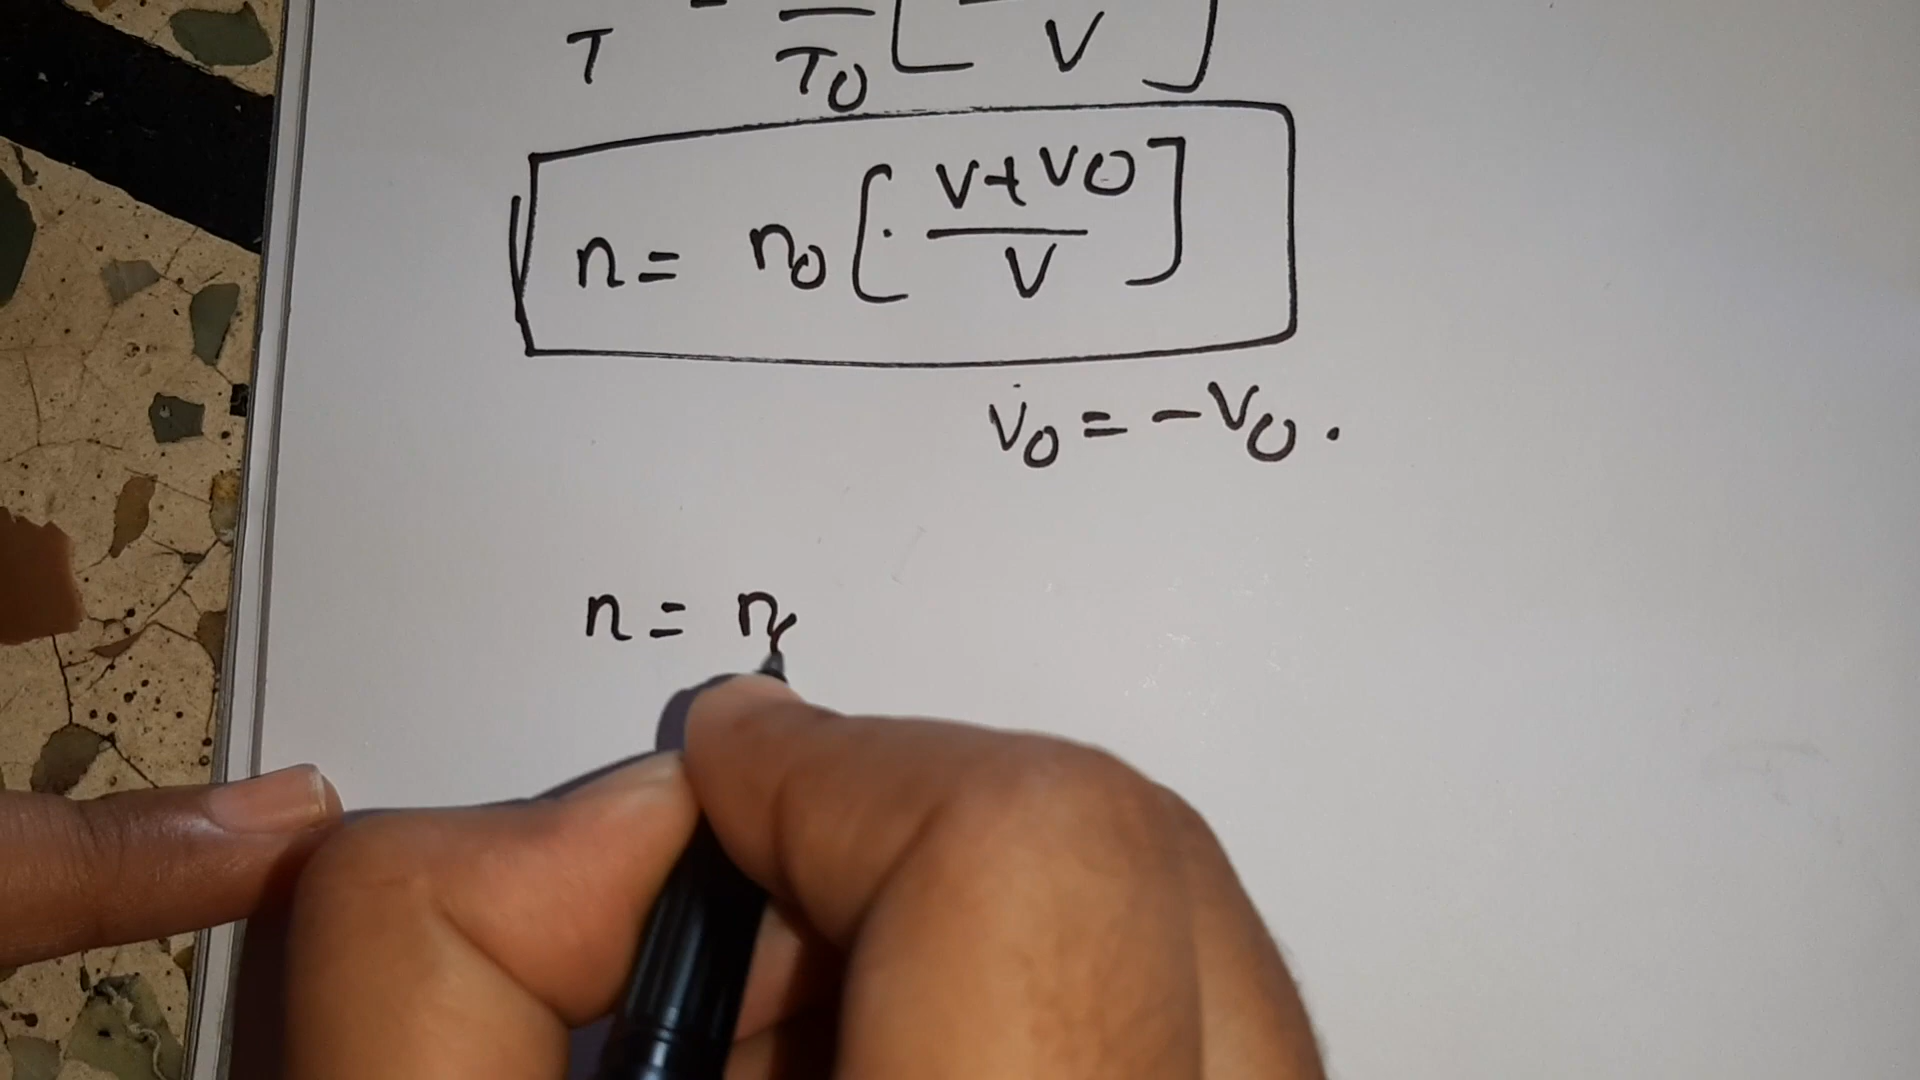 T = — T0 [ — V ]
n = n0 [ V+V0 / V ]
V0 = -V0.
n = n